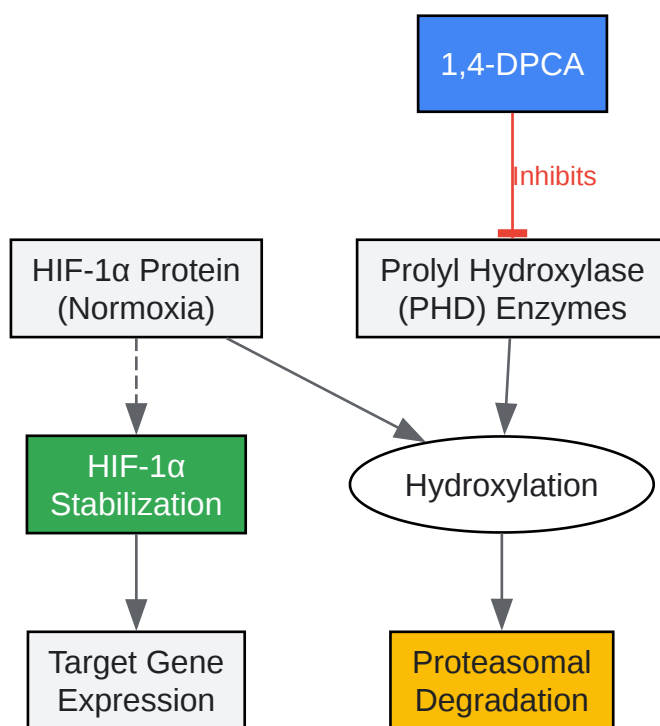 1,4-DPCA
Inhibits
HIF-1α Protein
(Normoxia)
Prolyl Hydroxylase
(PHD) Enzymes
HIF-1α
Stabilization
Hydroxylation
Target Gene
Expression
Proteasomal
Degradation